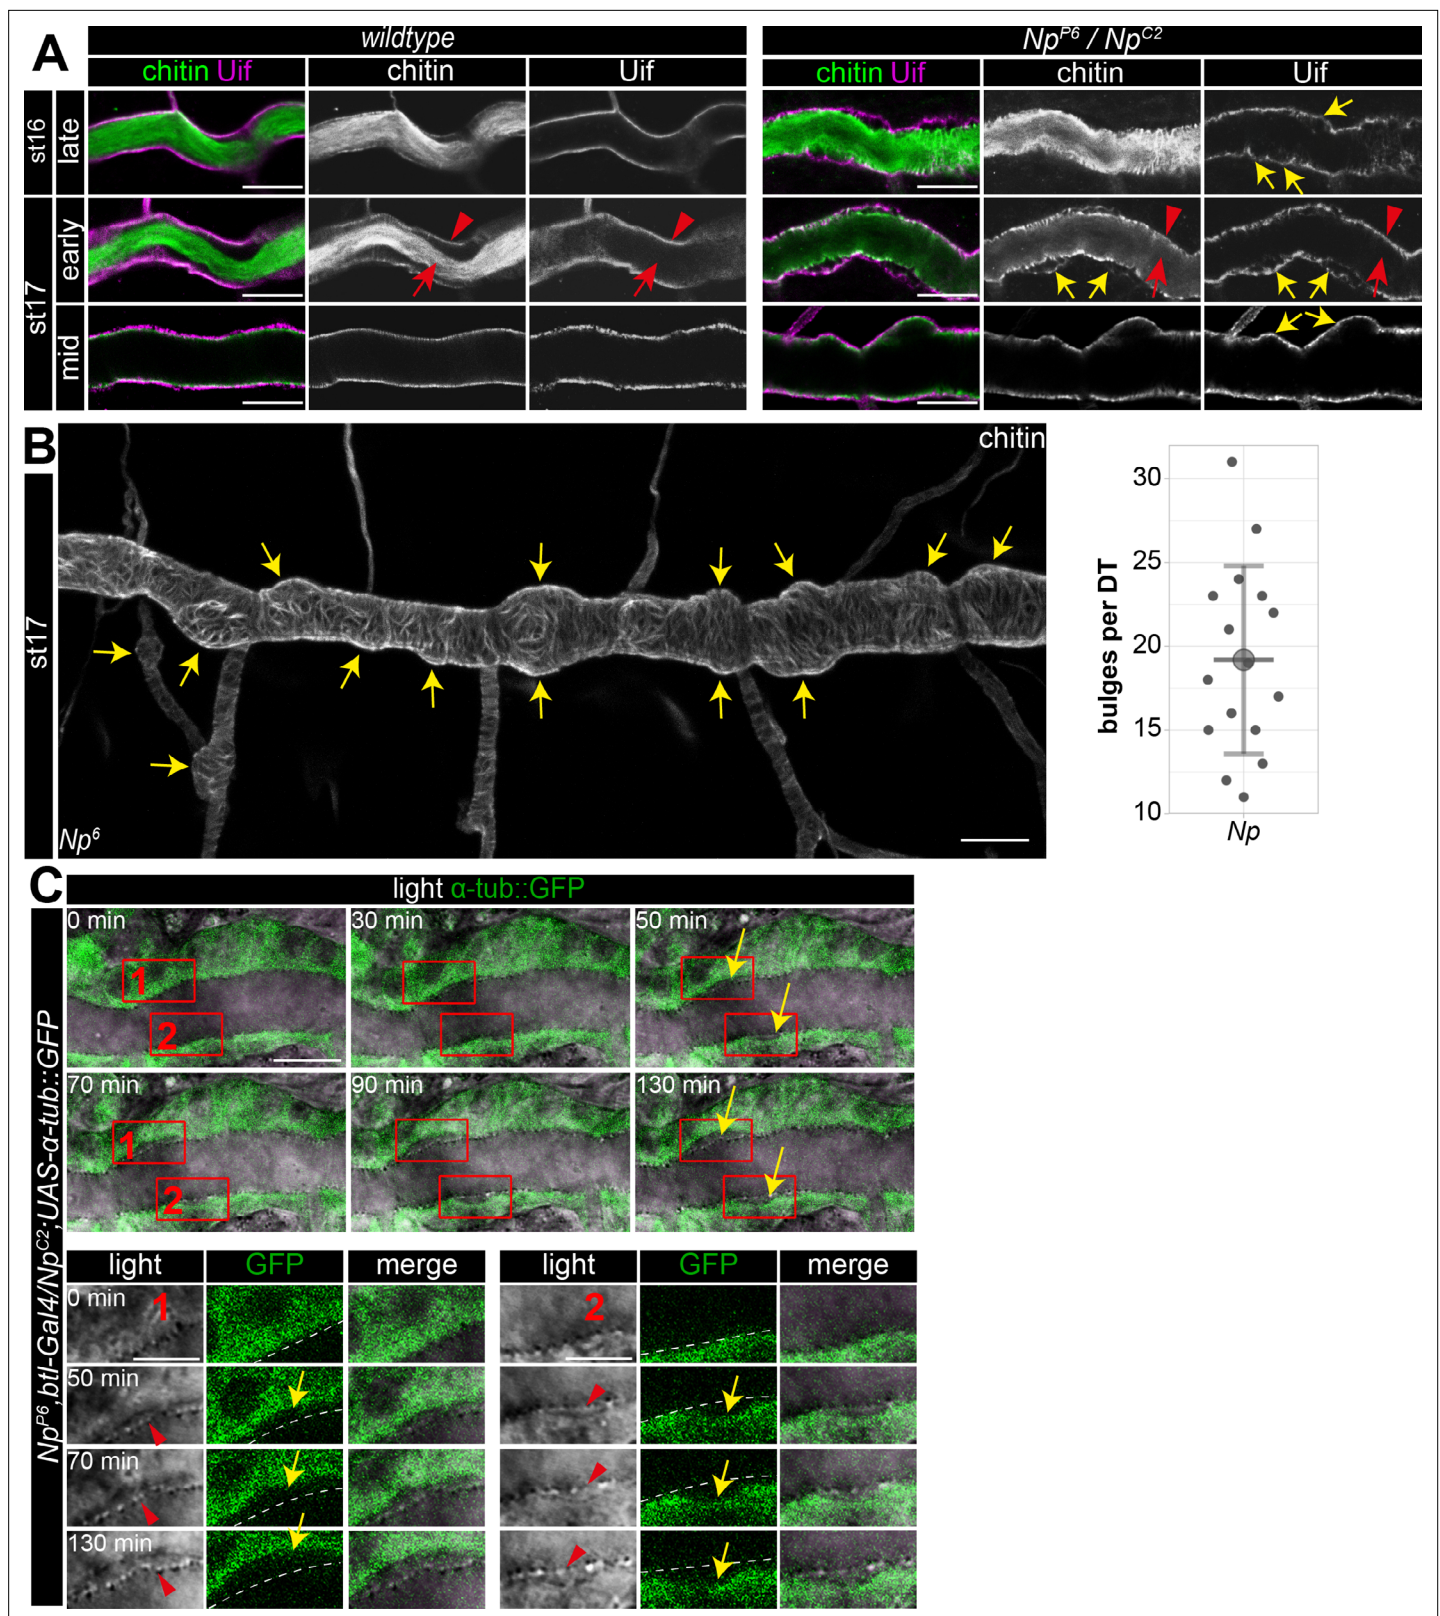 A
wildtype
Np^P6 / Np^C2
chitin Uif
chitin
Uif
chitin Uif
chitin
Uif
st16
late
st17
early
mid
B
chitin
st17
Np^6
bulges per DT
30
25
20
15
10
Np
C
light α-tub::GFP
Np^P6,btl-Gal4/Np^C2;UAS-α-tub::GFP
0 min
30 min
50 min
1
2
70 min
90 min
130 min
1
2
light
GFP
merge
light
GFP
merge
0 min
1
2
50 min
70 min
130 min